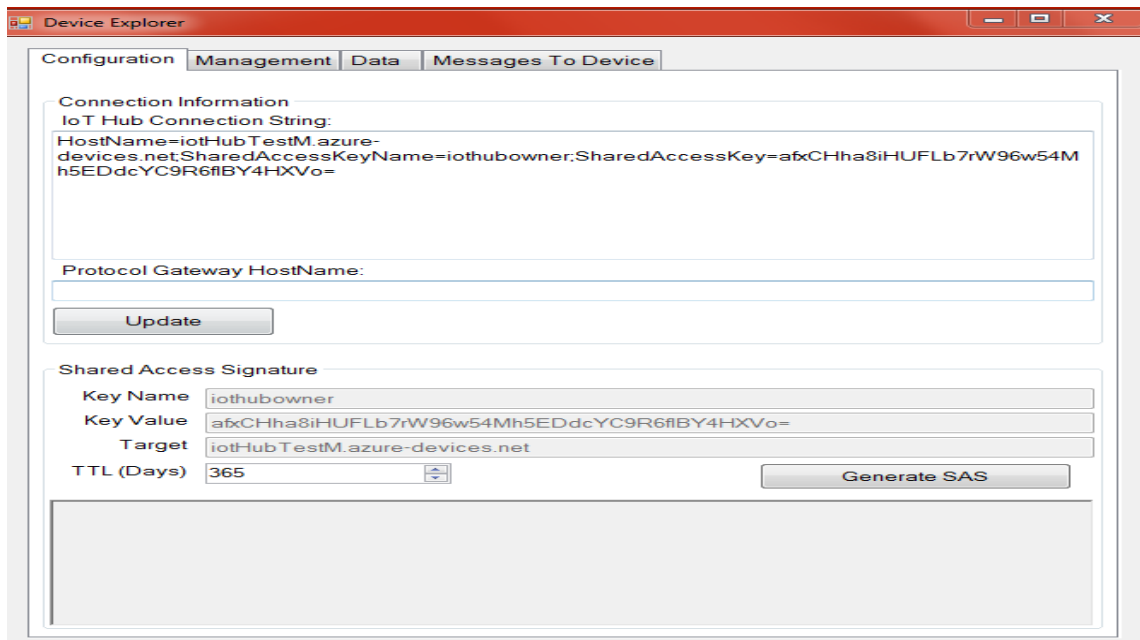 Device Explorer
Configuration Management Data Messages To Device
Connection Information
IoT Hub Connection String:
HostName=iotHubTestM.azure-
devices.net;SharedAccessKeyName=iothubowner;SharedAccessKey=afxCHha8iHUFLb7rW96w54M
h5EDdcYC9R6flBY4HXVo=
Protocol Gateway HostName:
Update
Shared Access Signature
Key Name iothubowner
Key Value afxCHha8iHUFLb7rW96w54Mh5EDdcYC9R6flBY4HXVo=
Target iotHubTestM.azure-devices.net
TTL (Days) 365 Generate SAS